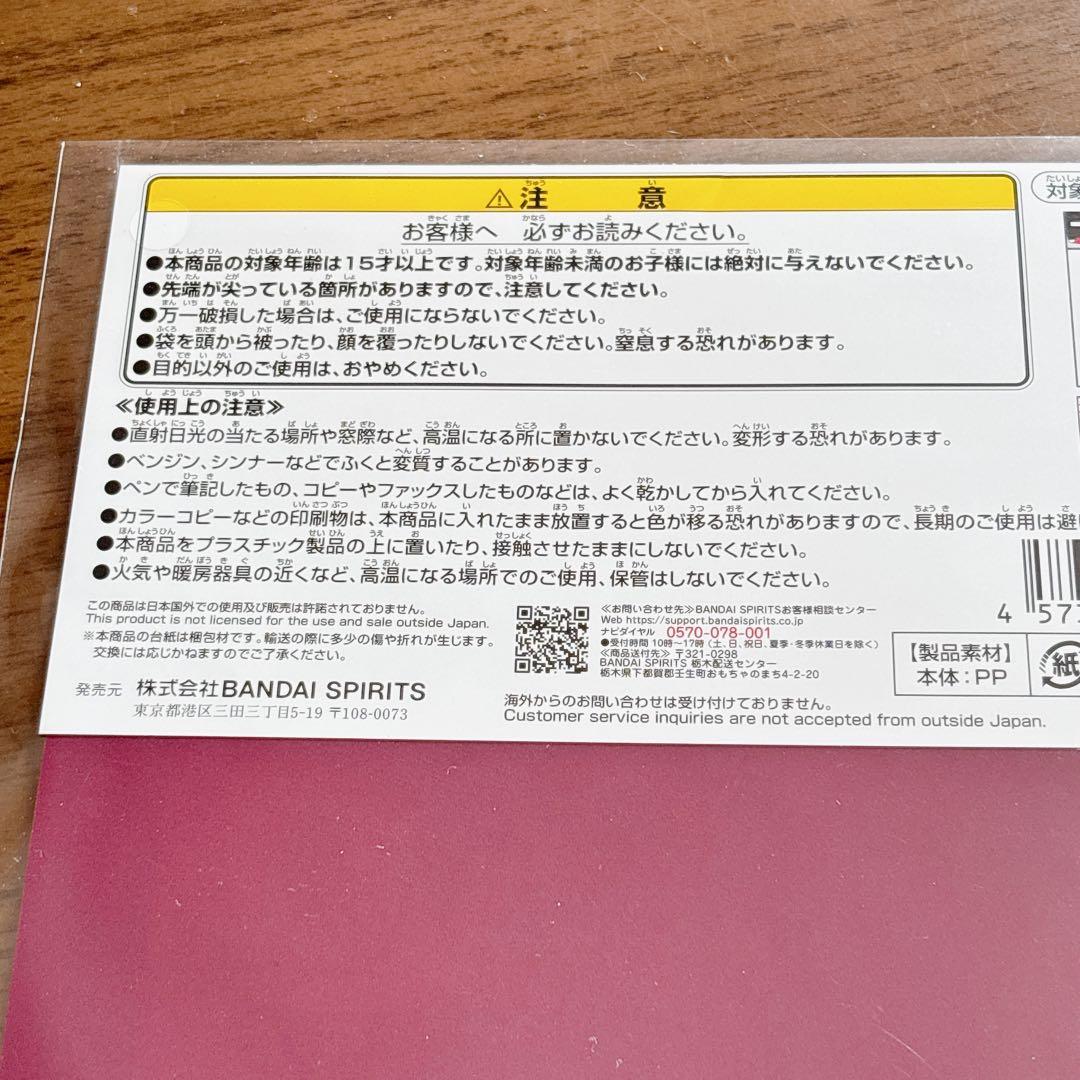 ⚠注意
お客様へ 必ずお読みください。
●本商品の対象年齢は15才以上です。対象年齢未満のお子様には絶対に与えないでください。
●先端が尖っている箇所がありますので、注意してください。
●万一破損した場合は、ご使用にならないでください。
●袋を頭から被ったり、顔を覆ったりしないでください。窒息する恐れがあります。
●目的以外のご使用は、おやめください。
≪使用上の注意≫
●直射日光の当たる場所や窓際など、高温になる所に置かないでください。変形する恐れがあります。
●ベンジン、シンナーなどでふくと変質することがあります。
●ペンで筆記したもの、コピーやファックスしたものなどは、よく乾かしてから入れてください。
●カラーコピーなどの印刷物は、本商品に入れたまま放置すると色が移る恐れがありますので、長期のご使用は避
●本商品をプラスチック製品の上に置いたり、接触させたままにしないでください。
●火気や暖房器具の近くなど、高温になる場所でのご使用、保管はしないでください。
この商品は日本国外での使用及び販売は許諾されておりません。
This product is not licensed for the use and sale outside Japan.
※本商品の台紙は梱包材です。輸送の際に多少の傷や折れが生じます。
交換には応じかねますのでご了承ください。
発売元 株式会社BANDAI SPIRITS
東京都港区三田三丁目5-19 〒108-0073
≪お問い合わせ先≫BANDAI SPIRITSお客様相談センター
Web https://support.bandaispirits.co.jp
ナビダイヤル 0570-078-001
●受付時間 10時〜17時 (土、日、祝日、夏季・冬季休業日を除く)
≪商品送付先≫ 〒321-0298
BANDAI SPIRITS 栃木配送センター
栃木県下都賀郡壬生町おもちゃのまち4-2-20
海外からのお問い合わせは受け付けておりません。
Customer service inquiries are not accepted from outside Japan.
対象
4 573
【製品素材】
本体：PP
紙